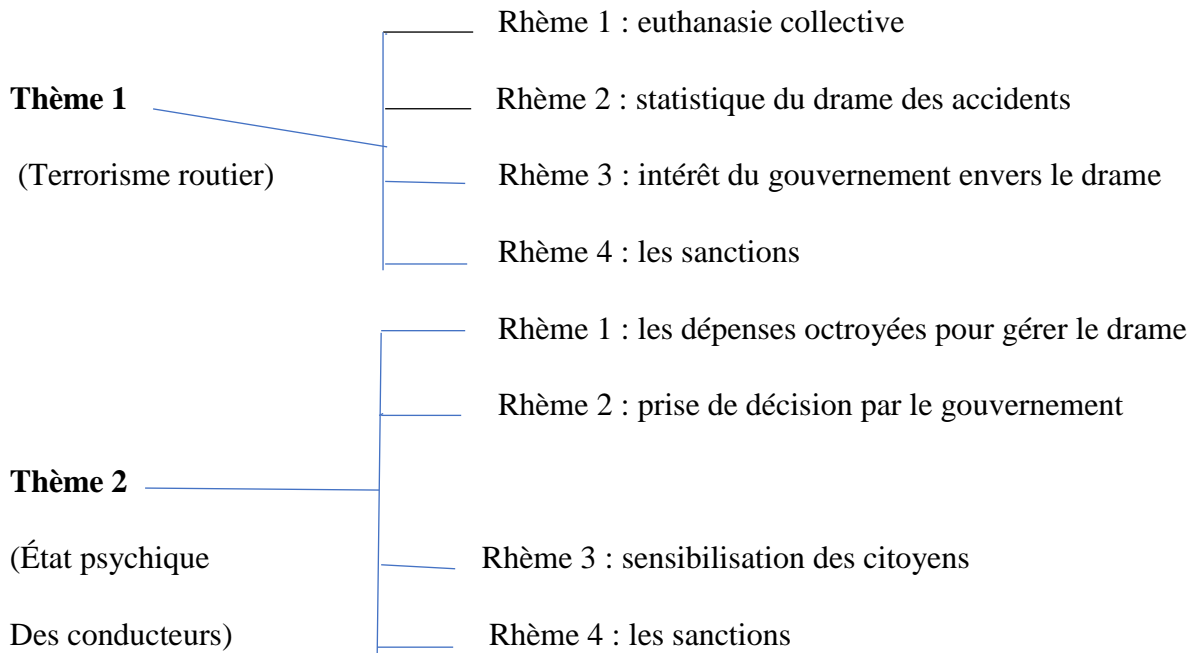 Rhème 1 : euthanasie collective
Thème 1
Rhème 2 : statistique du drame des accidents
(Terrorisme routier)
Rhème 3 : intérêt du gouvernement envers le drame
Rhème 4 : les sanctions
Rhème 1 : les dépenses octroyées pour gérer le drame
Rhème 2 : prise de décision par le gouvernement
Thème 2
(État psychique
Rhème 3 : sensibilisation des citoyens
Des conducteurs)
Rhème 4 : les sanctions